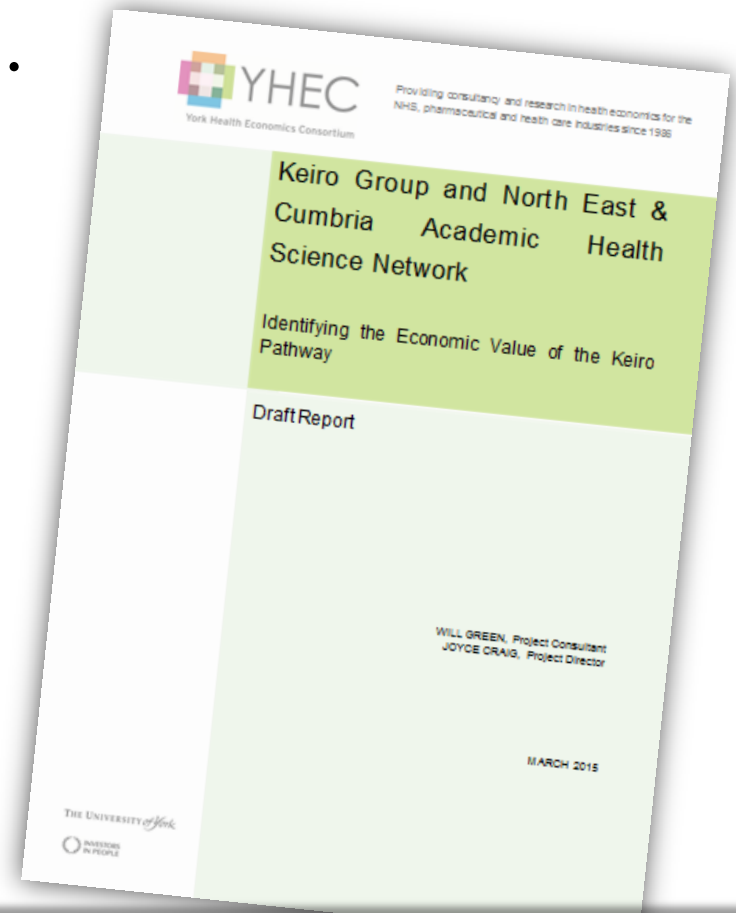 •
YHEC
York Health Economics Consortium
Providing consultancy and research in health economics for the
NHS, pharmaceutical and health care industries since 1986
Keiro Group and North East &
Cumbria Academic Health
Science Network
Identifying the Economic Value of the Keiro
Pathway
Draft Report
WILL GREEN, Project Consultant
JOYCE CRAIG, Project Director
MARCH 2015
THE UNIVERSITY of York
INVESTORS
IN PEOPLE